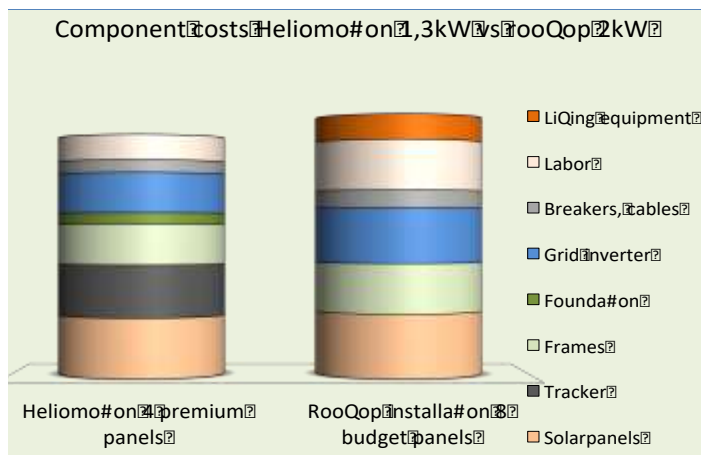 Component⍰costs⍰Heliomo#on⍰1,3kW⍰vs⍰rooQop⍰2kW⍰
LiQing⍰equipment⍰
Labor⍰
Breakers,⍰cables⍰
Grid⍰inverter⍰
Founda#on⍰
Frames⍰
Tracker⍰
Solarpanels⍰
Heliomo#on⍰4⍰premium⍰
panels⍰
RooQop⍰installa#on⍰8⍰
budget⍰panels⍰